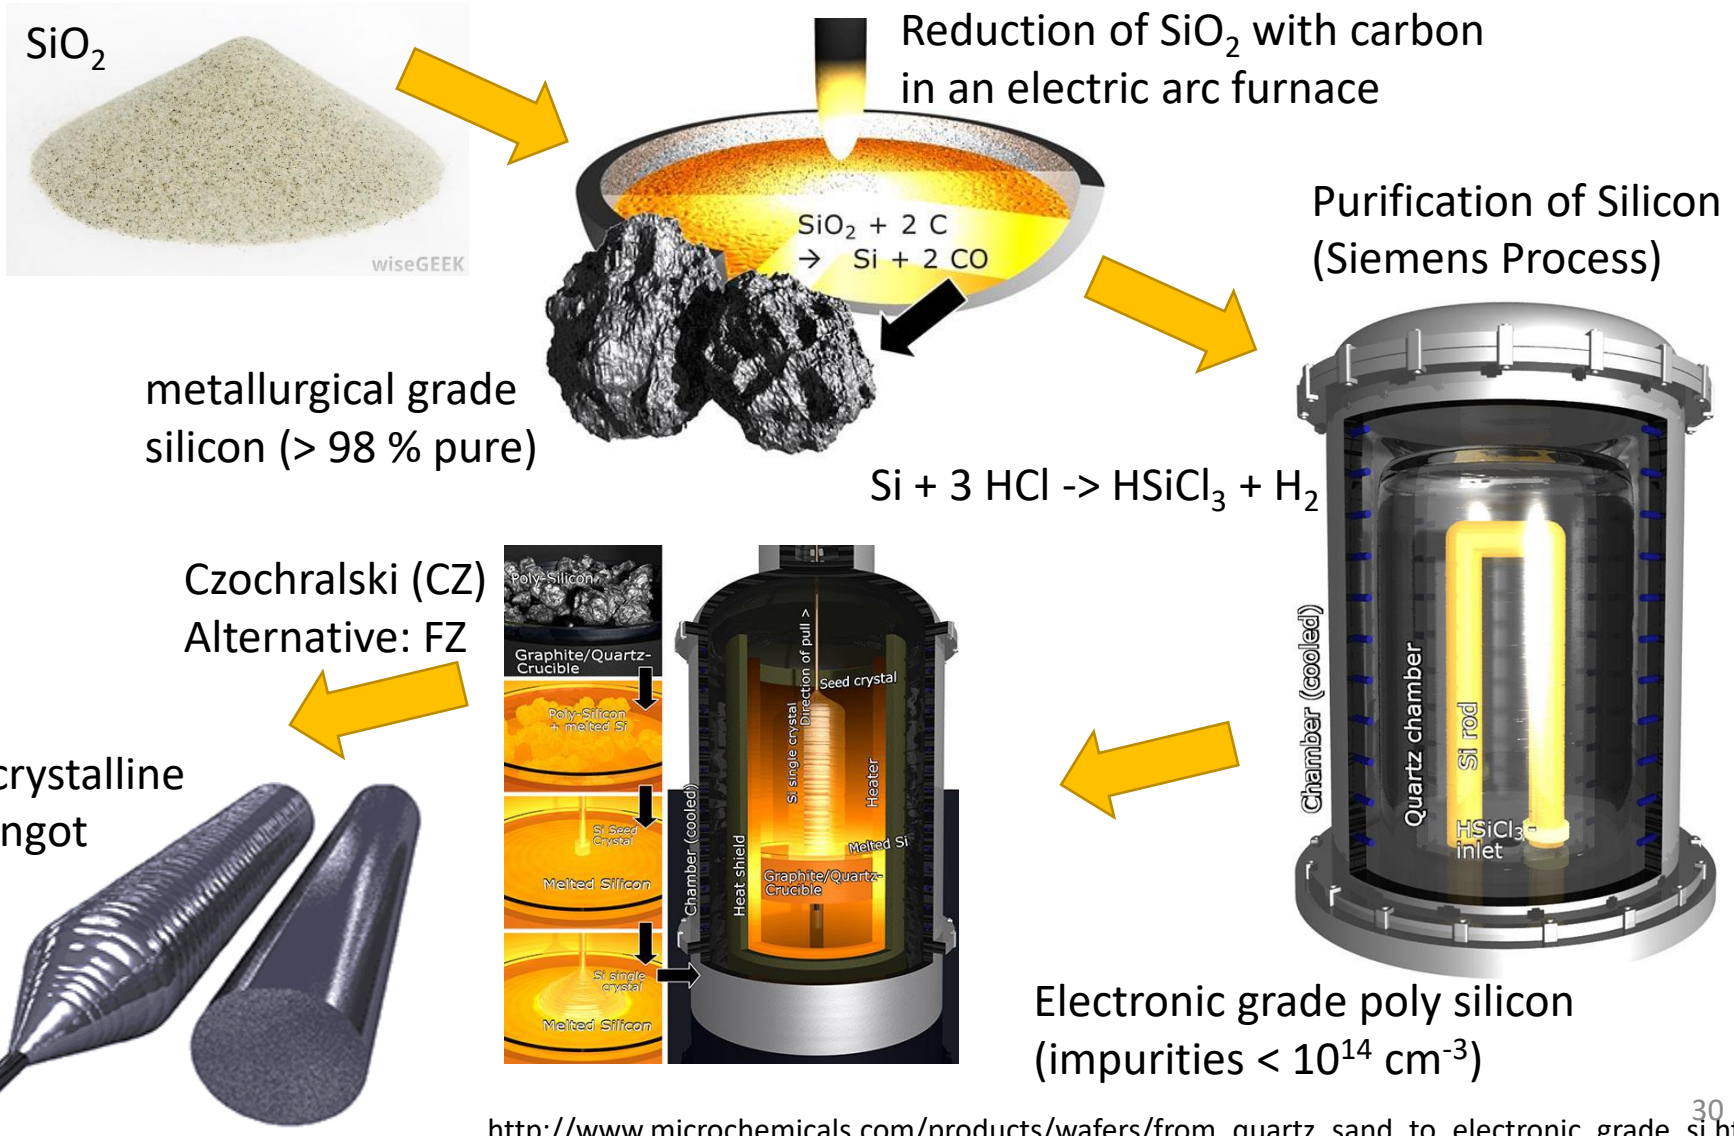 SiO2
wiseGEEK
Reduction of SiO2 with carbon
in an electric arc furnace
SiO2 + 2 C
→ Si + 2 CO
Purification of Silicon
(Siemens Process)
metallurgical grade
silicon (> 98 % pure)
Si + 3 HCl -> HSiCl3 + H2
Chamber (cooled)
Quartz chamber
Si rod
HSiCl3-
inlet
Czochralski (CZ)
Alternative: FZ
Poly-Silicon
Graphite/Quartz-
Crucible
Poly-Silicon
+ melted Si
Si Seed
Crystal
Melted Silicon
Si single
crystal
Melted Silicon
Chamber (cooled)
Heat shield
Si single crystal
Direction of pull >
Seed crystal
Heater
Melted Si
Graphite/Quartz-
Crucible
crystalline
ngot
Electronic grade poly silicon
(impurities < 10^14 cm^-3)
30
http://www.microchemicals.com/products/wafers/from_quartz_sand_to_electronic_grade_si.h